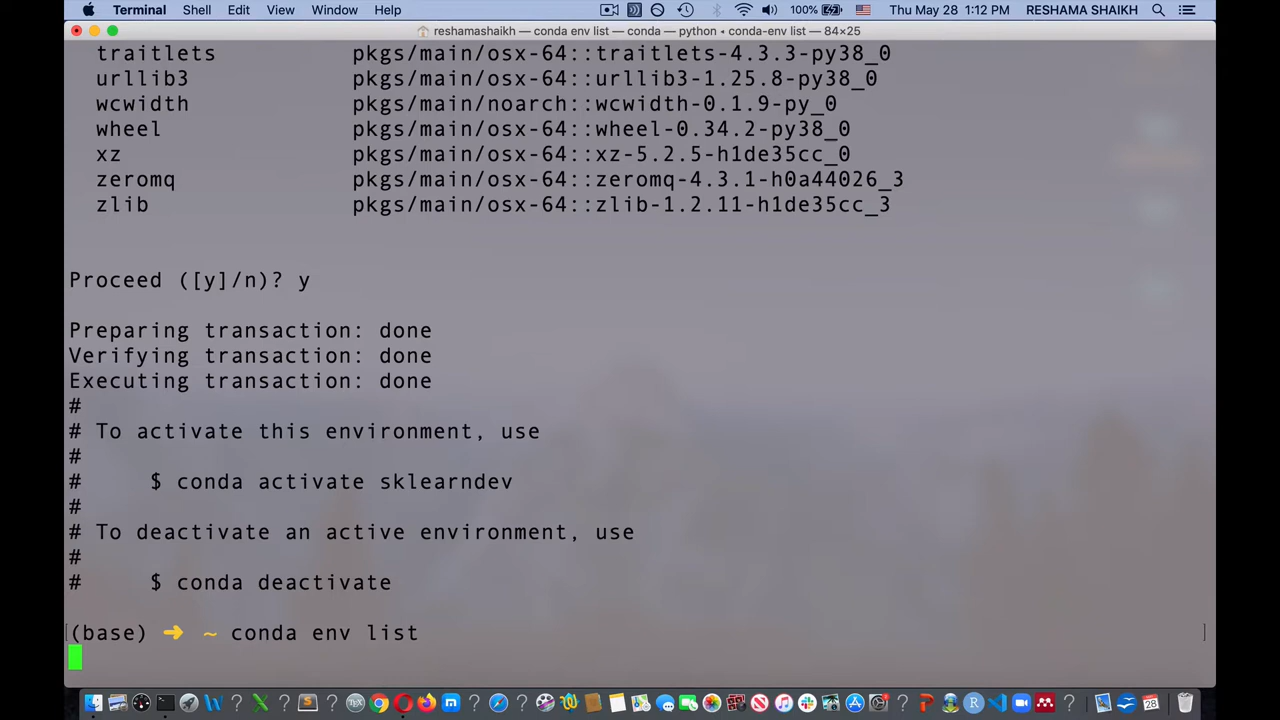 Terminal Shell Edit View Window Help 100% Thu May 28 1:12 PM RESHAMA SHAIKH
reshamashaikh — conda env list — conda — python ◂ conda-env list — 84×25
traitlets pkgs/main/osx-64::traitlets-4.3.3-py38_0
urllib3 pkgs/main/osx-64::urllib3-1.25.8-py38_0
wcwidth pkgs/main/noarch::wcwidth-0.1.9-py_0
wheel pkgs/main/osx-64::wheel-0.34.2-py38_0
xz pkgs/main/osx-64::xz-5.2.5-h1de35cc_0
zeromq pkgs/main/osx-64::zeromq-4.3.1-h0a44026_3
zlib pkgs/main/osx-64::zlib-1.2.11-h1de35cc_3
Proceed ([y]/n)? y
Preparing transaction: done
Verifying transaction: done
Executing transaction: done
#
# To activate this environment, use
#
# $ conda activate sklearndev
#
# To deactivate an active environment, use
#
# $ conda deactivate
(base) ➜ ~ conda env list